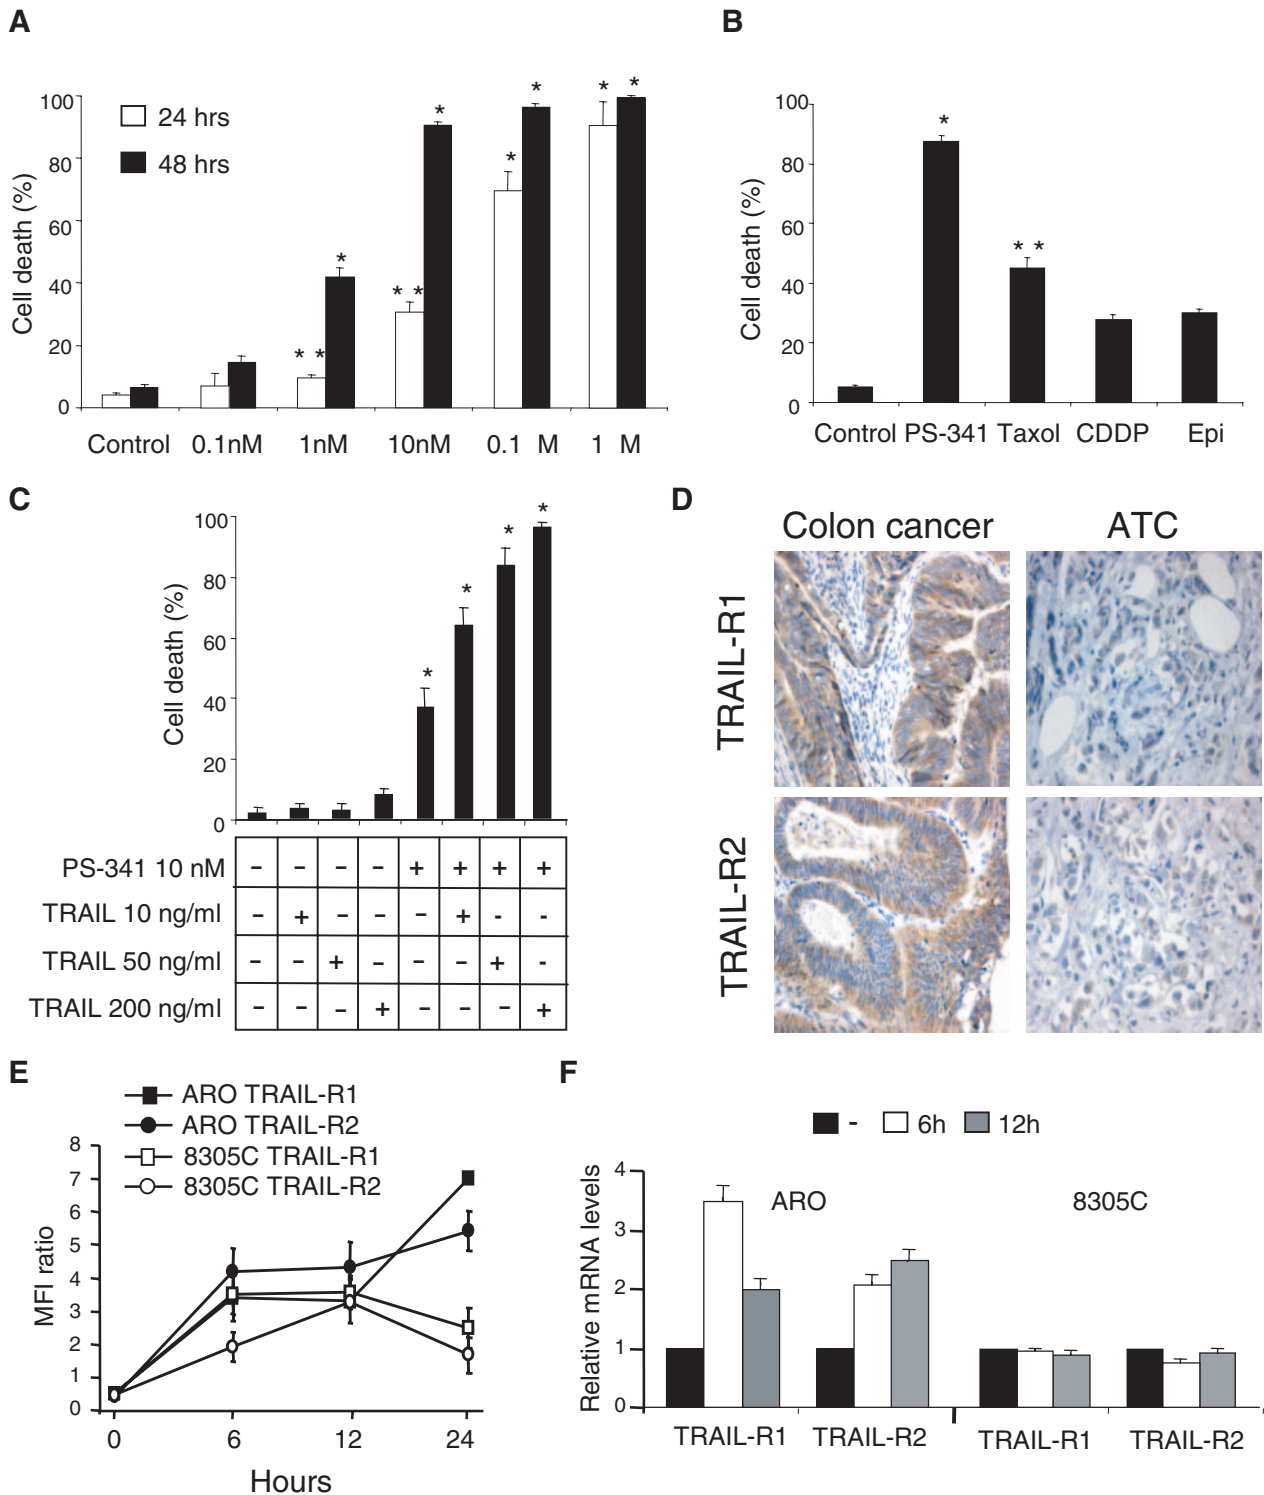 A
100
80
60
40
20
0
Cell death (%)
24 hrs
48 hrs
* *
*
* *
*
*
*
*
*
Control 0.1nM 1nM 10nM 0.1 M 1 M
B
100
80
60
40
20
0
Cell death (%)
*
* *
Control PS-341 Taxol CDDP Epi
C
100
80
60
40
20
0
Cell death (%)
*
*
*
*
PS-341 10 nM – – – – + + + +
TRAIL 10 ng/ml – + – – – + - -
TRAIL 50 ng/ml – – + – – – + -
TRAIL 200 ng/ml – – – + – – – +
D
Colon cancer ATC
TRAIL-R1
TRAIL-R2
E
ARO TRAIL-R1
ARO TRAIL-R2
8305C TRAIL-R1
8305C TRAIL-R2
8
7
6
5
4
3
2
1
0
MFI ratio
0 6 12 24
Hours
F
- 6h 12h
4
3
2
1
0
Relative mRNA levels
ARO 8305C
TRAIL-R1 TRAIL-R2 TRAIL-R1 TRAIL-R2